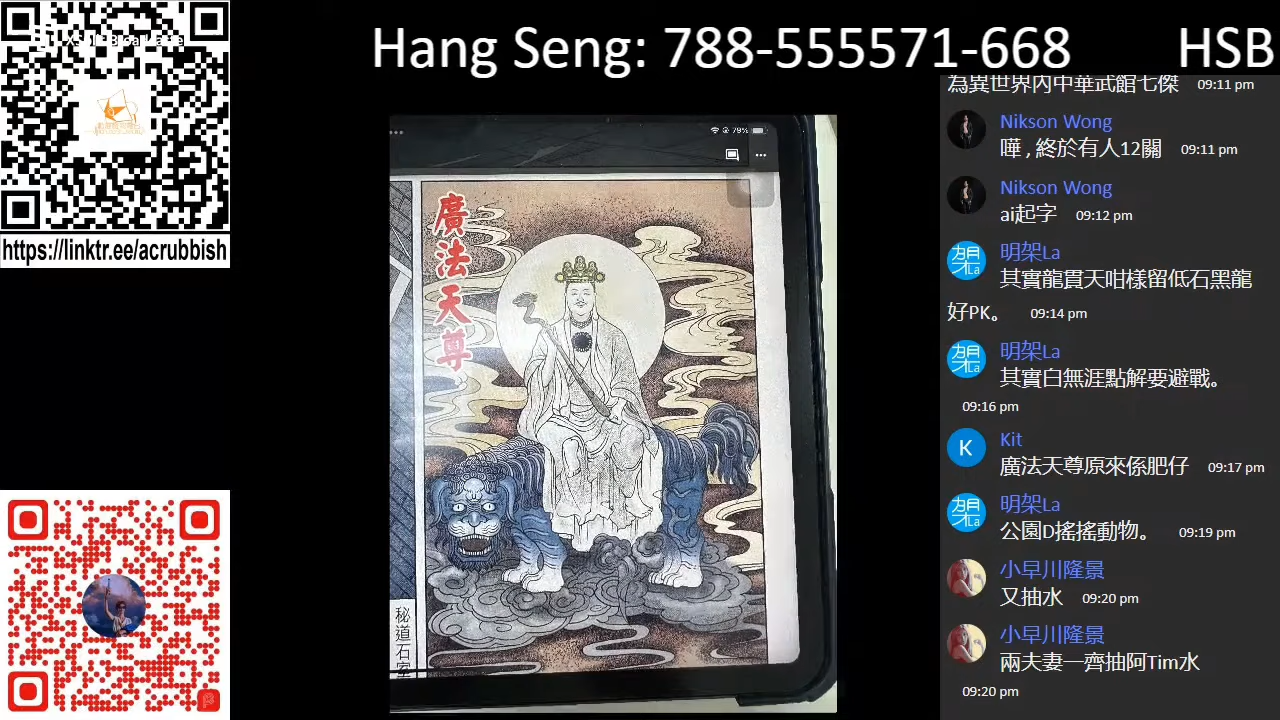 Hang Seng: 788-555571-668
HSB
https://linktr.ee/acrubbish
79%
廣法天尊
秘道石室
為異世界內中華武館七傑 09:11 pm
Nikson Wong
嘩 , 終於有人12關 09:11 pm
Nikson Wong
ai起字 09:12 pm
明架La
其實龍貫天咁樣留低石黑龍
好PK。 09:14 pm
明架La
其實白無涯點解要避戰。
09:16 pm
K
Kit
廣法天尊原來係肥仔 09:17 pm
明架La
公園D搖搖動物。 09:19 pm
小早川隆景
又抽水 09:20 pm
小早川隆景
兩夫妻一齊抽阿Tim水
09:20 pm